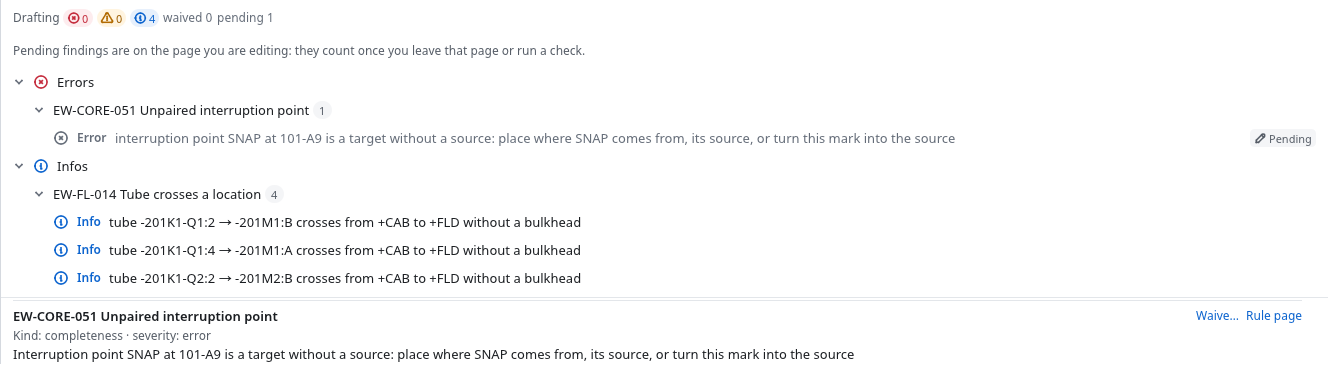 Drafting 0 0 4 waived 0 pending 1
Pending findings are on the page you are editing: they count once you leave that page or run a check.
Errors
EW-CORE-051 Unpaired interruption point 1
Error interruption point SNAP at 101-A9 is a target without a source: place where SNAP comes from, its source, or turn this mark into the source Pending
Infos
EW-FL-014 Tube crosses a location 4
Info tube -201K1-Q1:2 → -201M1:B crosses from +CAB to +FLD without a bulkhead
Info tube -201K1-Q1:4 → -201M1:A crosses from +CAB to +FLD without a bulkhead
Info tube -201K1-Q2:2 → -201M2:B crosses from +CAB to +FLD without a bulkhead
EW-CORE-051 Unpaired interruption point Waive... Rule page
Kind: completeness · severity: error
Interruption point SNAP at 101-A9 is a target without a source: place where SNAP comes from, its source, or turn this mark into the source